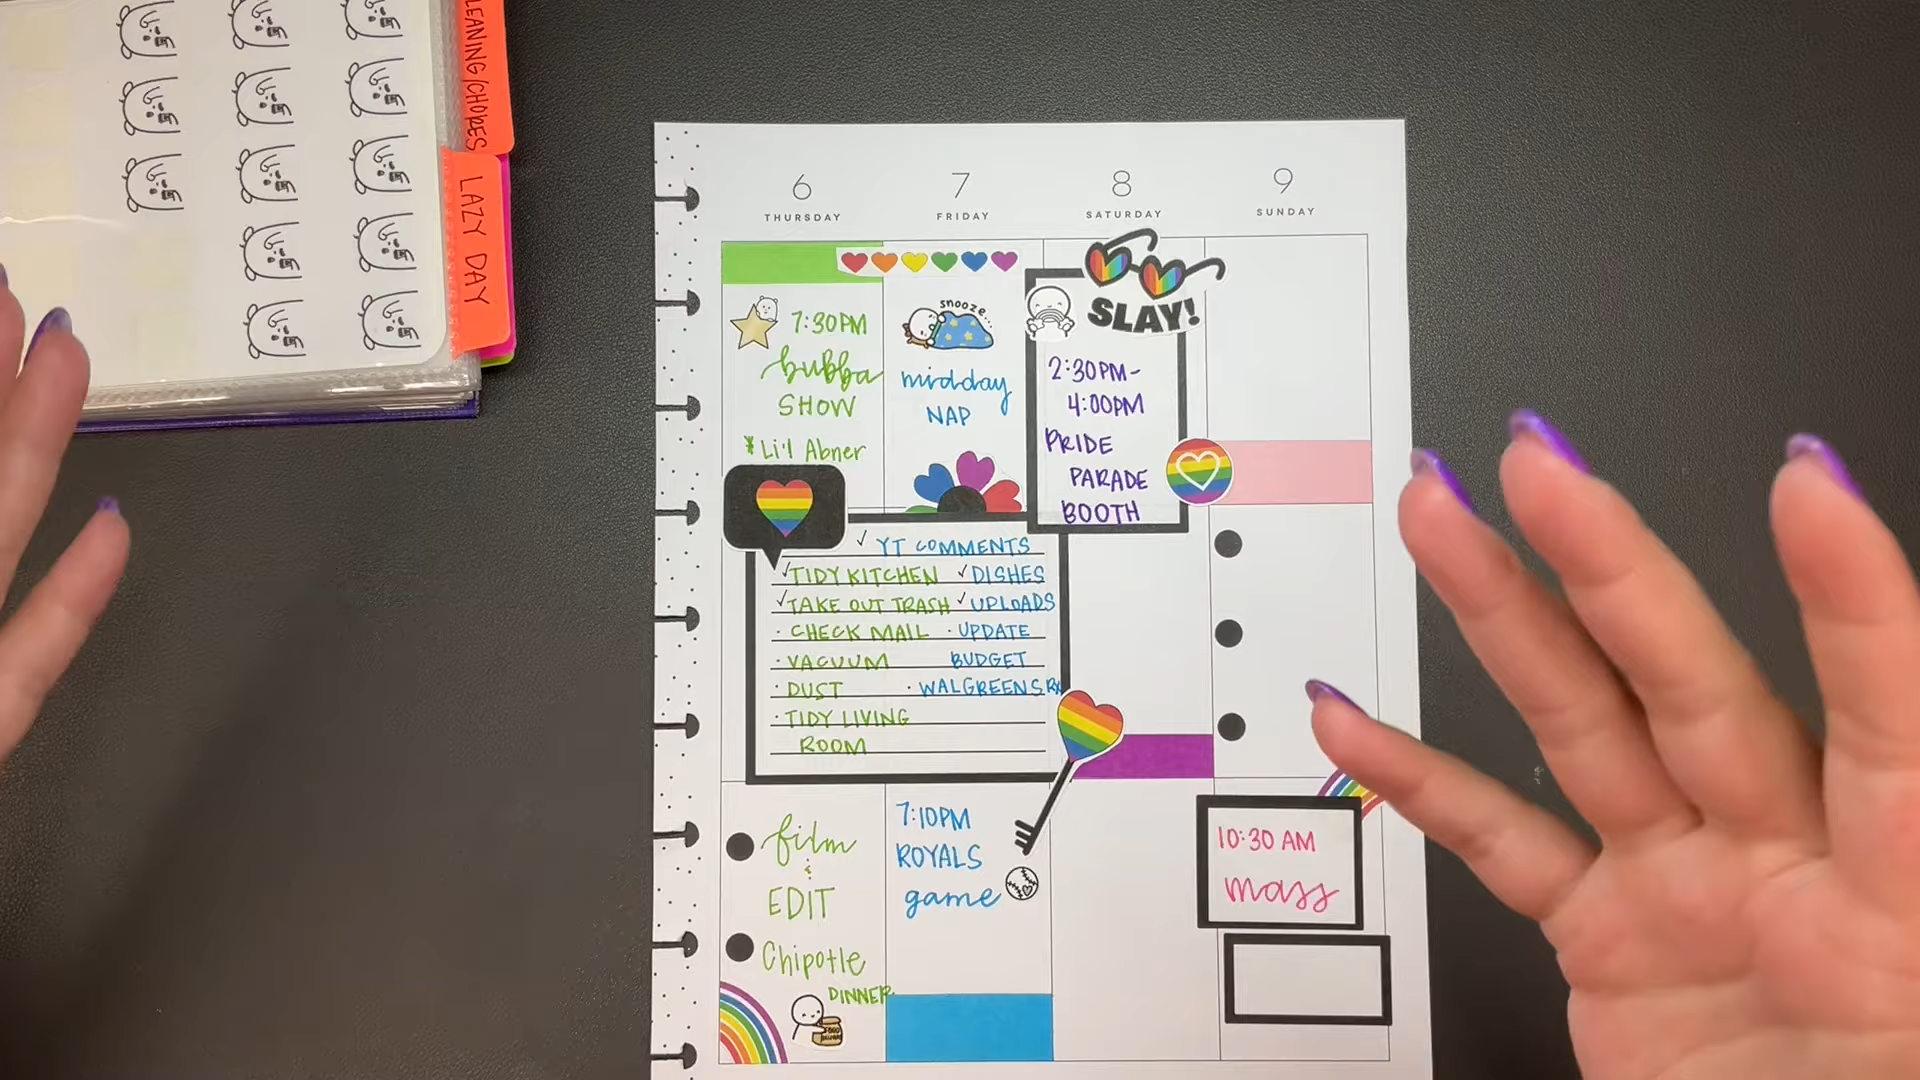 LEANING/CHORES
LAZY DAY
6
THURSDAY
7
FRIDAY
8
SATURDAY
9
SUNDAY
7:30PM
bubba
SHOW
* Li'l Abner
snooze...
midday
NAP
SLAY!
2:30PM-
4:00PM
PRIDE
PARADE
BOOTH
✓ YT COMMENTS
✓TIDY KITCHEN ✓DISHES
✓TAKE OUT TRASH ✓UPLOADS
· CHECK MAIL · UPDATE
· VACUUM BUDGET
· DUST · WALGREENS RX
· TIDY LIVING
ROOM
film
&
EDIT
Chipotle
DINNER
FOOD
7:10PM
ROYALS
game
10:30 AM
mass